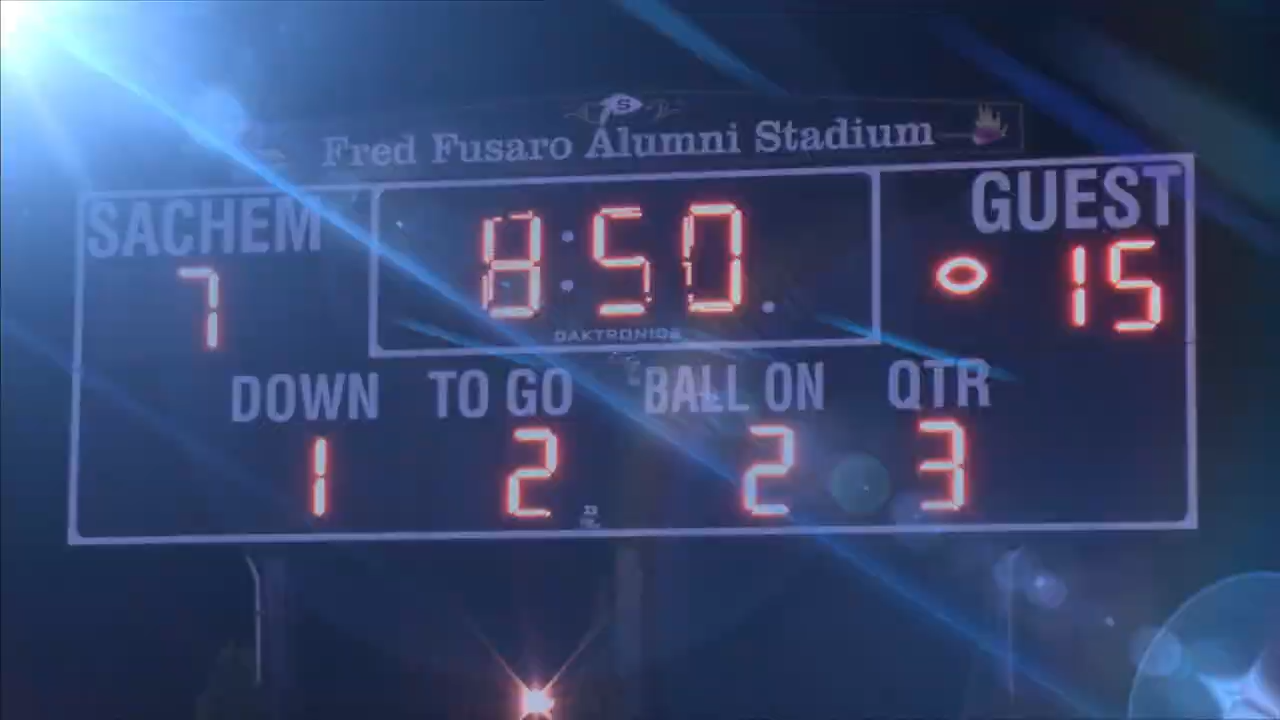 S
Fred Fusaro Alumni Stadium
SACHEM
GUEST
7
8:50
15
DAKTRONICS
DOWN TO GO BALL ON QTR
1 2 2 3